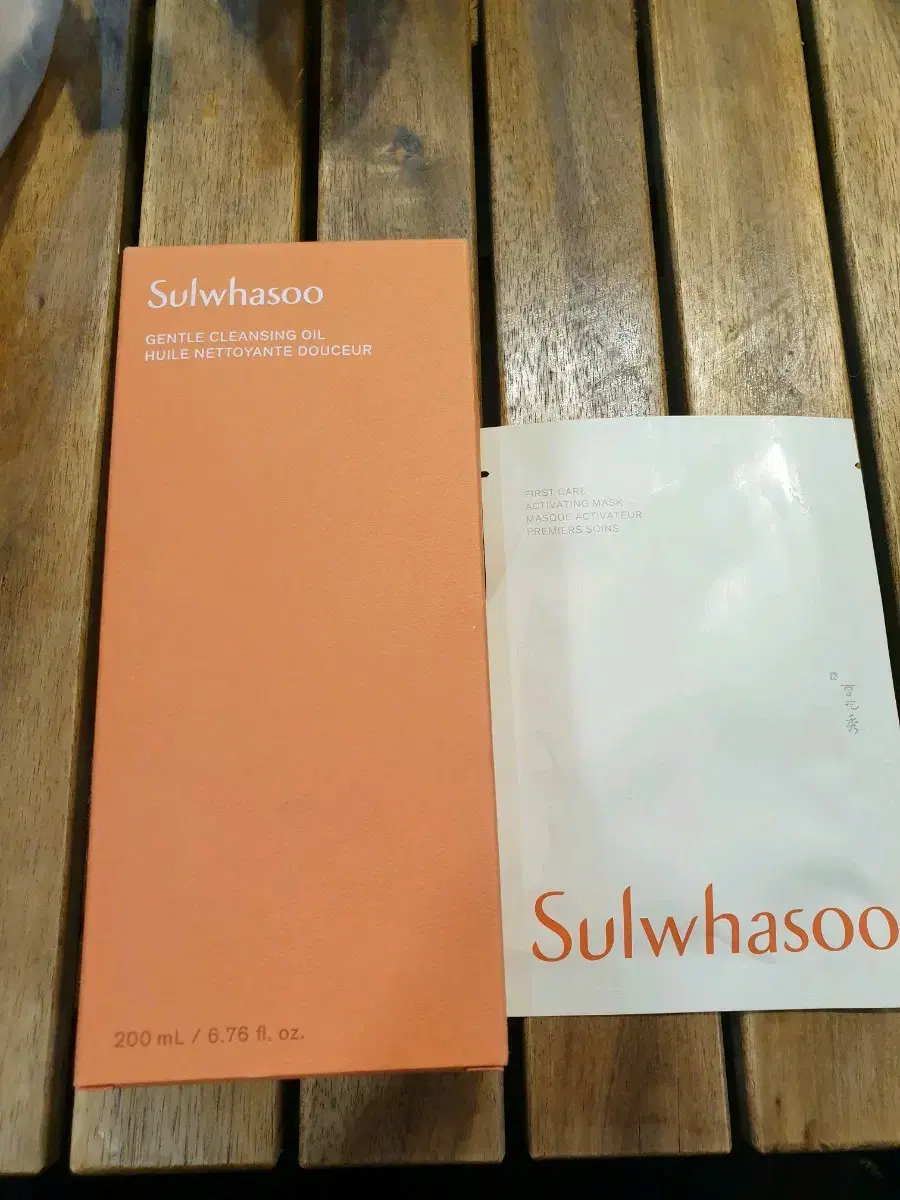 Sulwhasoo
GENTLE CLEANSING OIL
HUILE NETTOYANTE DOUCEUR
200 mL / 6.76 fl. oz.
FIRST CARE
ACTIVATING MASK
MASQUE ACTIVATEUR
PREMIERS SOINS
Sulwhasoo